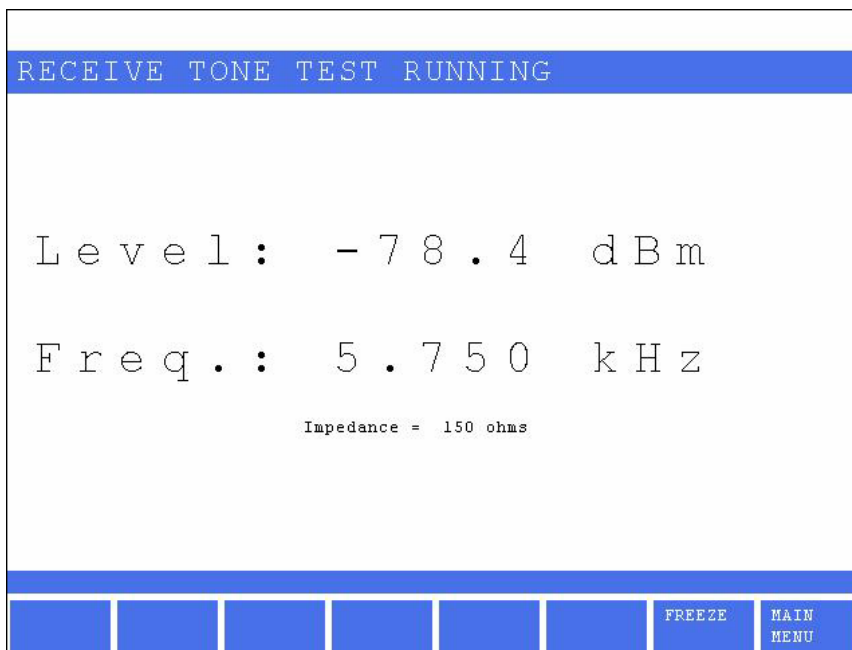 RECEIVE TONE TEST RUNNING
Level: -78.4 dBm
Freq.: 5.750 kHz
Impedance = 150 ohms
FREEZE
MAIN
MENU